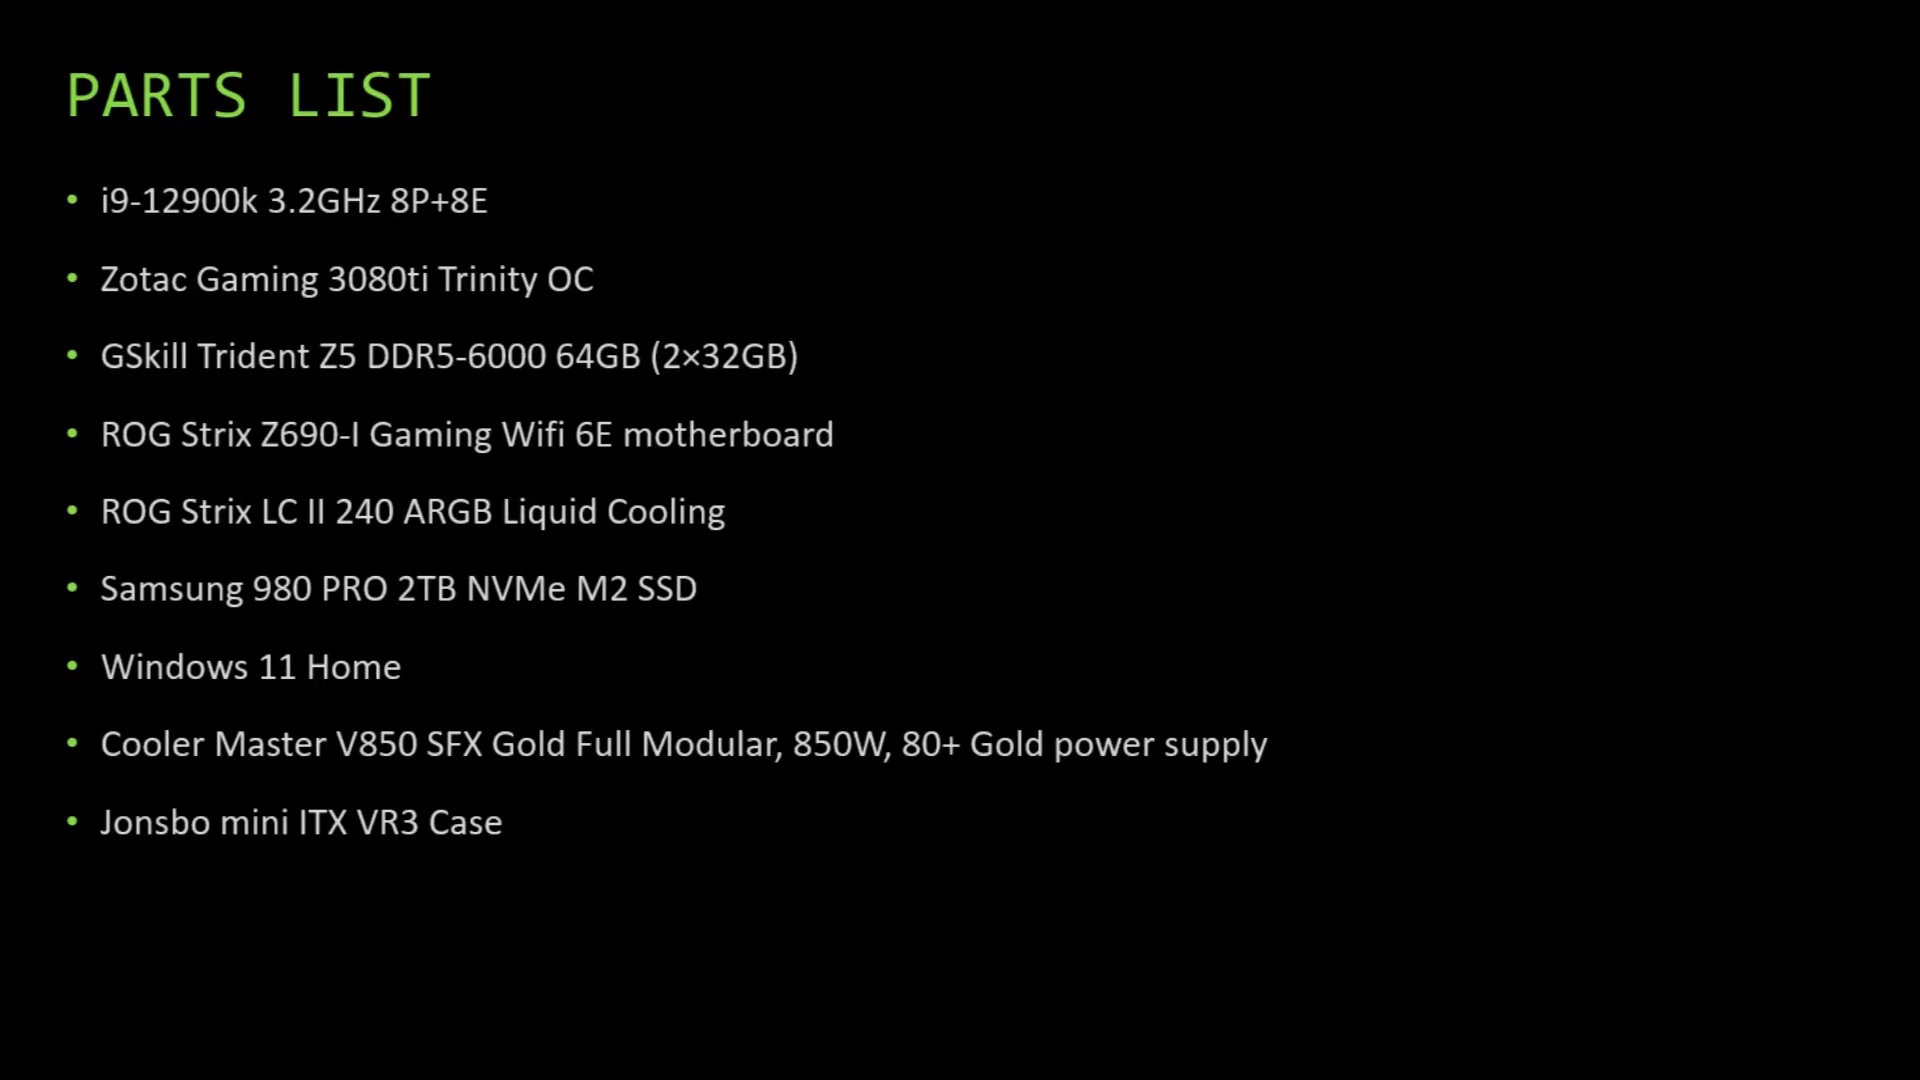 PARTS LIST
• i9-12900k 3.2GHz 8P+8E
• Zotac Gaming 3080ti Trinity OC
• GSkill Trident Z5 DDR5-6000 64GB (2×32GB)
• ROG Strix Z690-I Gaming Wifi 6E motherboard
• ROG Strix LC II 240 ARGB Liquid Cooling
• Samsung 980 PRO 2TB NVMe M2 SSD
• Windows 11 Home
• Cooler Master V850 SFX Gold Full Modular, 850W, 80+ Gold power supply
• Jonsbo mini ITX VR3 Case